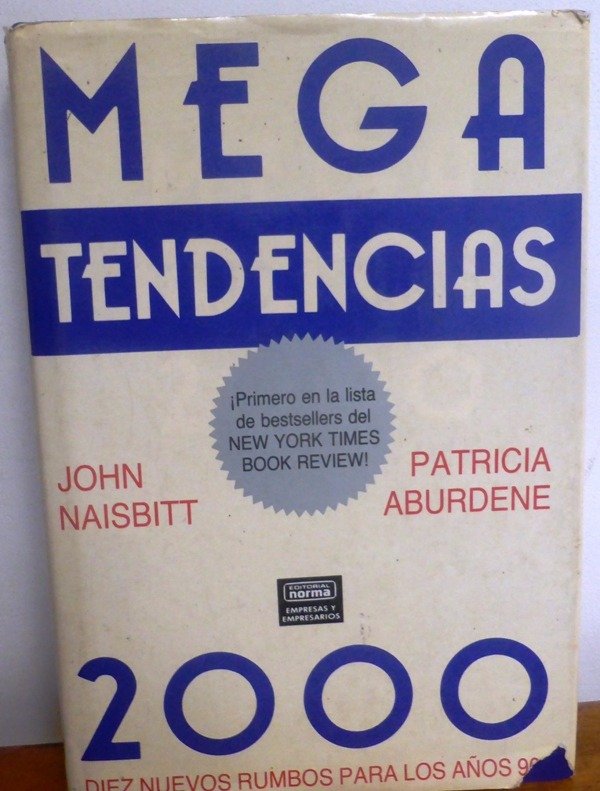 MEGA
TENDENCIAS
¡Primero en la lista
de bestsellers del
NEW YORK TIMES
BOOK REVIEW!
JOHN
NAISBITT
PATRICIA
ABURDENE
EDITORIAL
norma
EMPRESAS Y
EMPRESARIOS
2000
DIEZ NUEVOS RUMBOS PARA LOS AÑOS